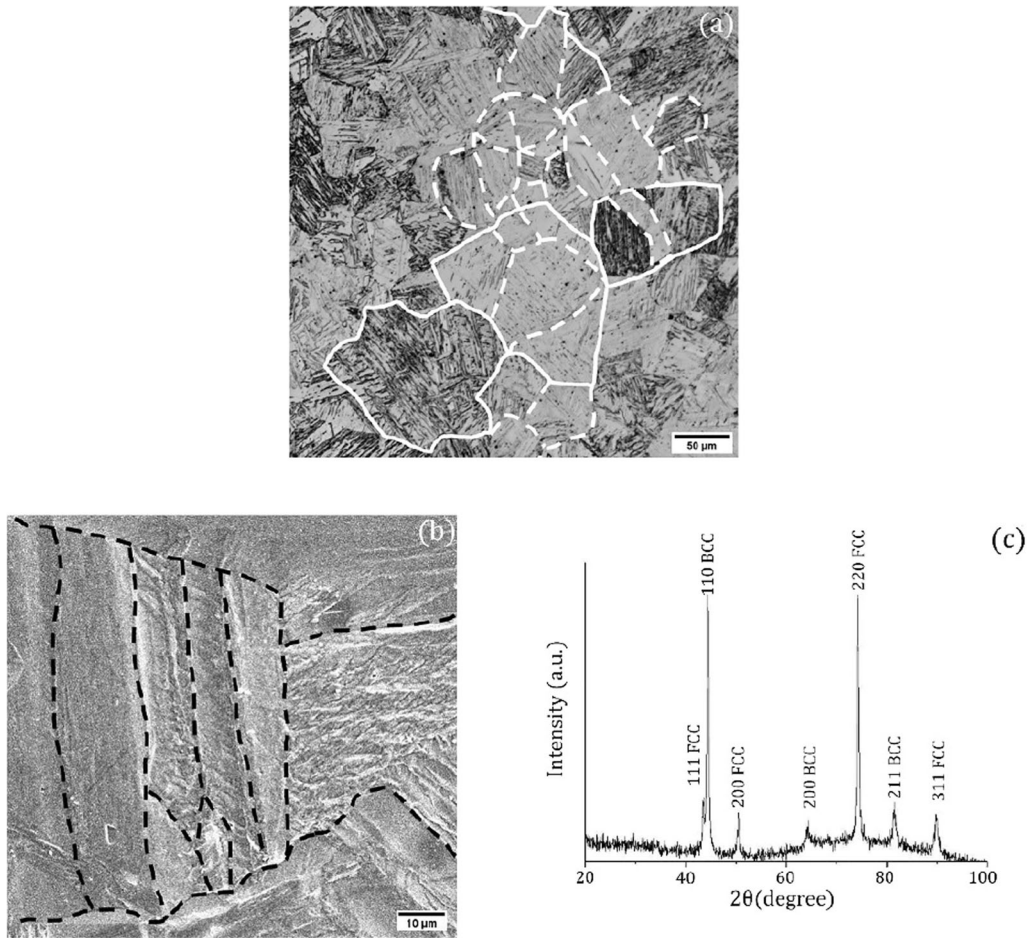 (a)
50 µm
(b)
10 µm
(c)
Intensity (a.u.)
111 FCC
110 BCC
200 FCC
200 BCC
220 FCC
211 BCC
311 FCC
20
40
60
80
100
2θ(degree)